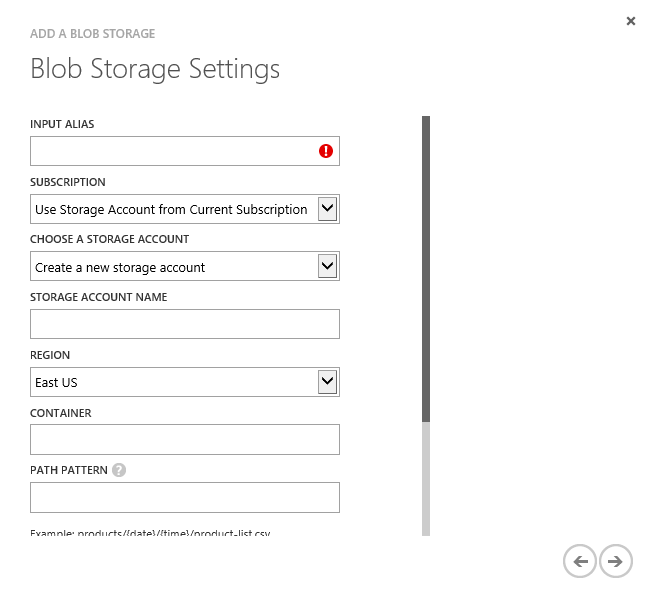 ADD A BLOB STORAGE
Blob Storage Settings
INPUT ALIAS
SUBSCRIPTION
Use Storage Account from Current Subscription
CHOOSE A STORAGE ACCOUNT
Create a new storage account
STORAGE ACCOUNT NAME
REGION
East US
CONTAINER
PATH PATTERN ?
Example: products/{date}/{time}/product-list.csv